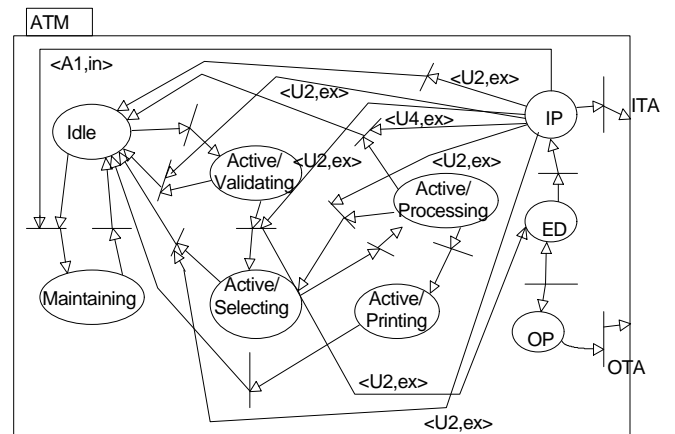 ATM
<A1,in>
<U2,ex>
<U2,ex>
ITA
Idle
<U4,ex>
IP
Active/
Validating
<U2,ex>
<U2,ex>
Active/
Processing
ED
Maintaining
Active/
Selecting
Active/
Printing
OP
OTA
<U2,ex>
<U2,ex>